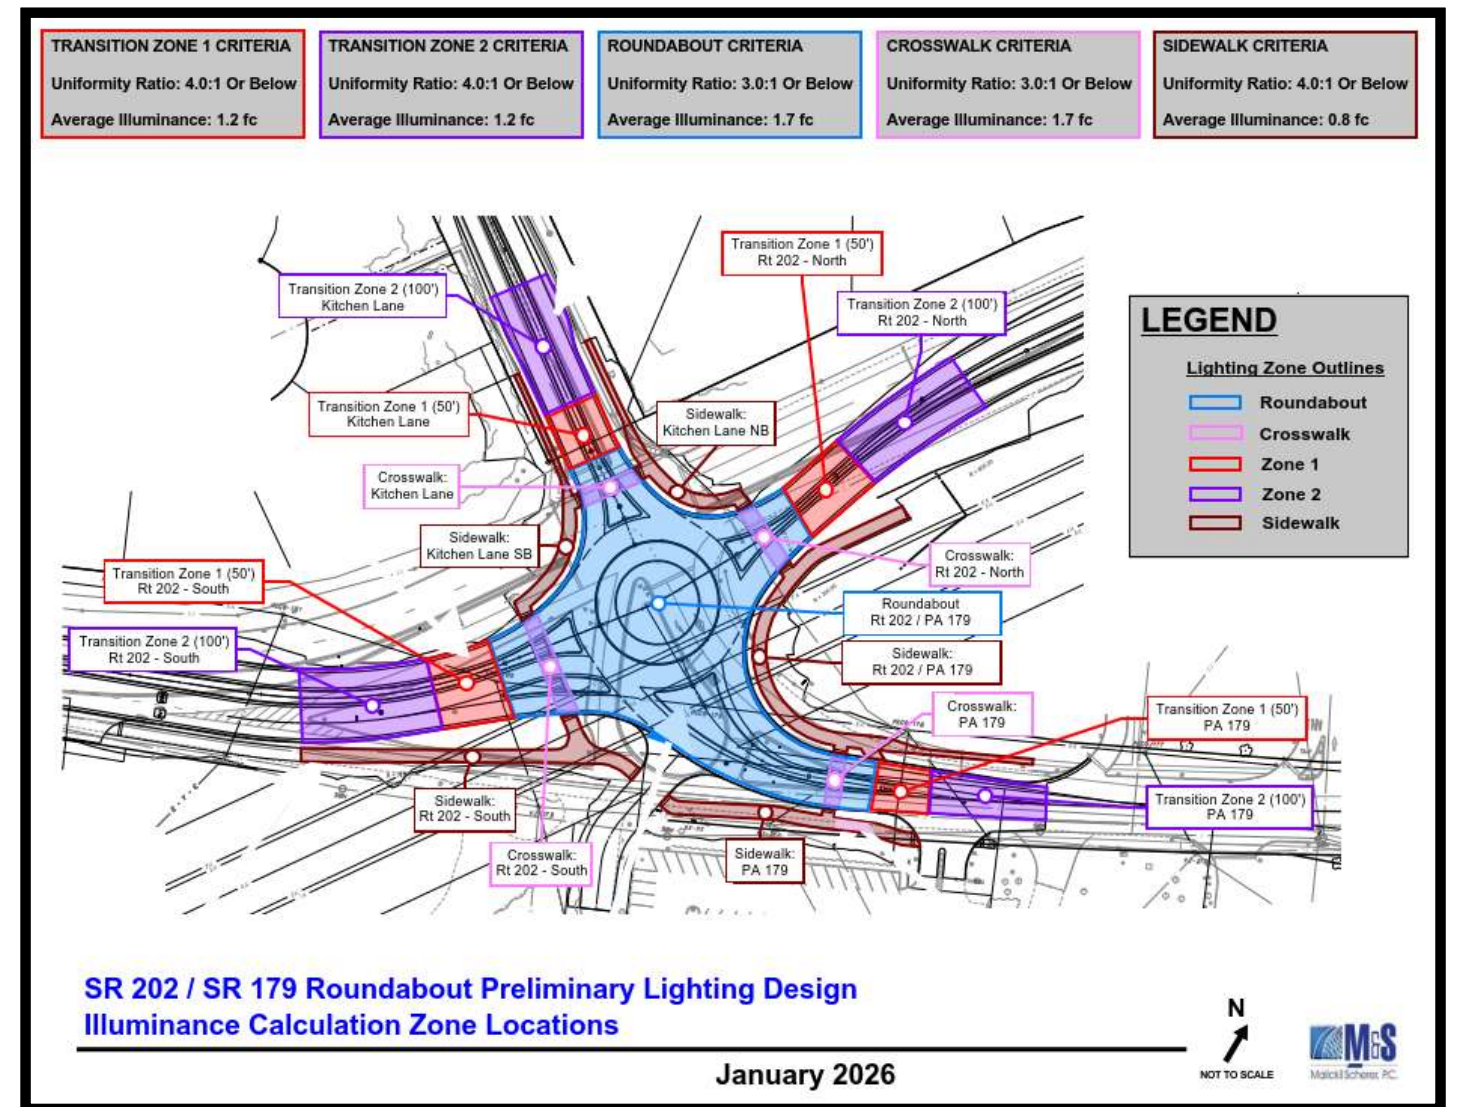 TRANSITION ZONE 1 CRITERIA
Uniformity Ratio: 4.0:1 Or Below
Average Illuminance: 1.2 fc
TRANSITION ZONE 2 CRITERIA
Uniformity Ratio: 4.0:1 Or Below
Average Illuminance: 1.2 fc
ROUNDABOUT CRITERIA
Uniformity Ratio: 3.0:1 Or Below
Average Illuminance: 1.7 fc
CROSSWALK CRITERIA
Uniformity Ratio: 3.0:1 Or Below
Average Illuminance: 1.7 fc
SIDEWALK CRITERIA
Uniformity Ratio: 4.0:1 Or Below
Average Illuminance: 0.8 fc
Transition Zone 1 (50')
Rt 202 - North
Transition Zone 2 (100')
Kitchen Lane
Transition Zone 2 (100')
Rt 202 - North
Transition Zone 1 (50')
Kitchen Lane
Sidewalk:
Kitchen Lane NB
Crosswalk:
Kitchen Lane
Sidewalk:
Kitchen Lane SB
Crosswalk:
Rt 202 - North
Transition Zone 1 (50')
Rt 202 - South
Roundabout
Rt 202 / PA 179
Transition Zone 2 (100')
Rt 202 - South
Sidewalk:
Rt 202 / PA 179
Crosswalk:
PA 179
Transition Zone 1 (50')
PA 179
Sidewalk:
Rt 202 - South
Transition Zone 2 (100')
PA 179
Crosswalk:
Rt 202 - South
Sidewalk:
PA 179
LEGEND
Lighting Zone Outlines
Roundabout
Crosswalk
Zone 1
Zone 2
Sidewalk
SR 202 / SR 179 Roundabout Preliminary Lighting Design
Illuminance Calculation Zone Locations
January 2026
N
NOT TO SCALE
M&S